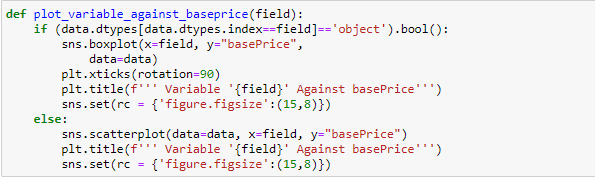 def plot_variable_against_baseprice(field):
    if (data.dtypes[data.dtypes.index==field]=='object').bool():
        sns.boxplot(x=field, y="basePrice",
            data=data)
        plt.xticks(rotation=90)
        plt.title(f''' Variable '{field}' Against basePrice''')
        sns.set(rc = {'figure.figsize':(15,8)})
    else:
        sns.scatterplot(data=data, x=field, y="basePrice")
        plt.title(f''' Variable '{field}' Against basePrice''')
        sns.set(rc = {'figure.figsize':(15,8)})